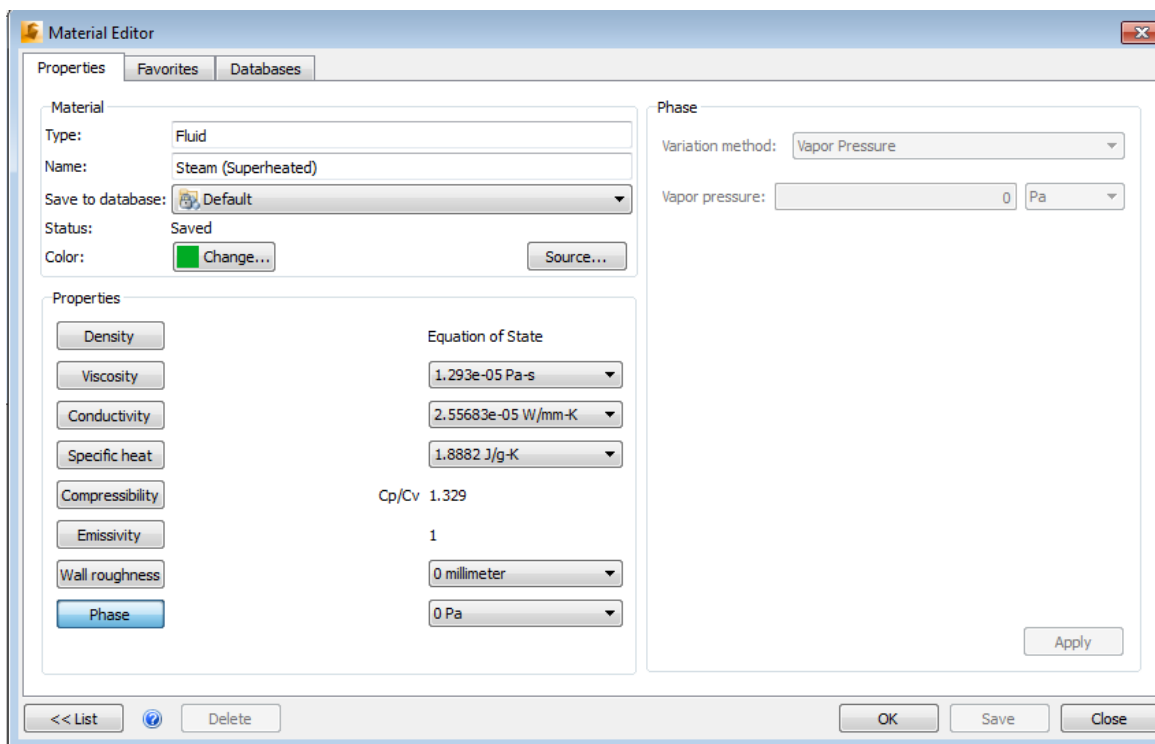 Material Editor
Properties Favorites Databases
Material
Type: Fluid
Name: Steam (Superheated)
Save to database: Default
Status: Saved
Color: Change... Source...
Properties
Density Equation of State
Viscosity 1.293e-05 Pa-s
Conductivity 2.55683e-05 W/mm-K
Specific heat 1.8882 J/g-K
Compressibility Cp/Cv 1.329
Emissivity 1
Wall roughness 0 millimeter
Phase 0 Pa
Phase
Variation method: Vapor Pressure
Vapor pressure: 0 Pa
Apply
<< List ? Delete OK Save Close